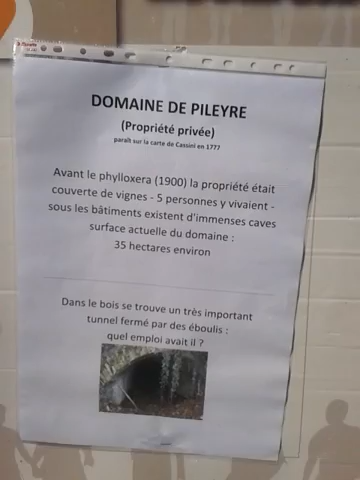 DOMAINE DE PILEYRE
(Propriété privée)
paraît sur la carte de Cassini en 1777
Avant le phylloxera (1900) la propriété était
couverte de vignes - 5 personnes y vivaient -
sous les bâtiments existent d'immenses caves
surface actuelle du domaine :
35 hectares environ
Dans le bois se trouve un très important
tunnel fermé par des éboulis :
quel emploi avait il ?